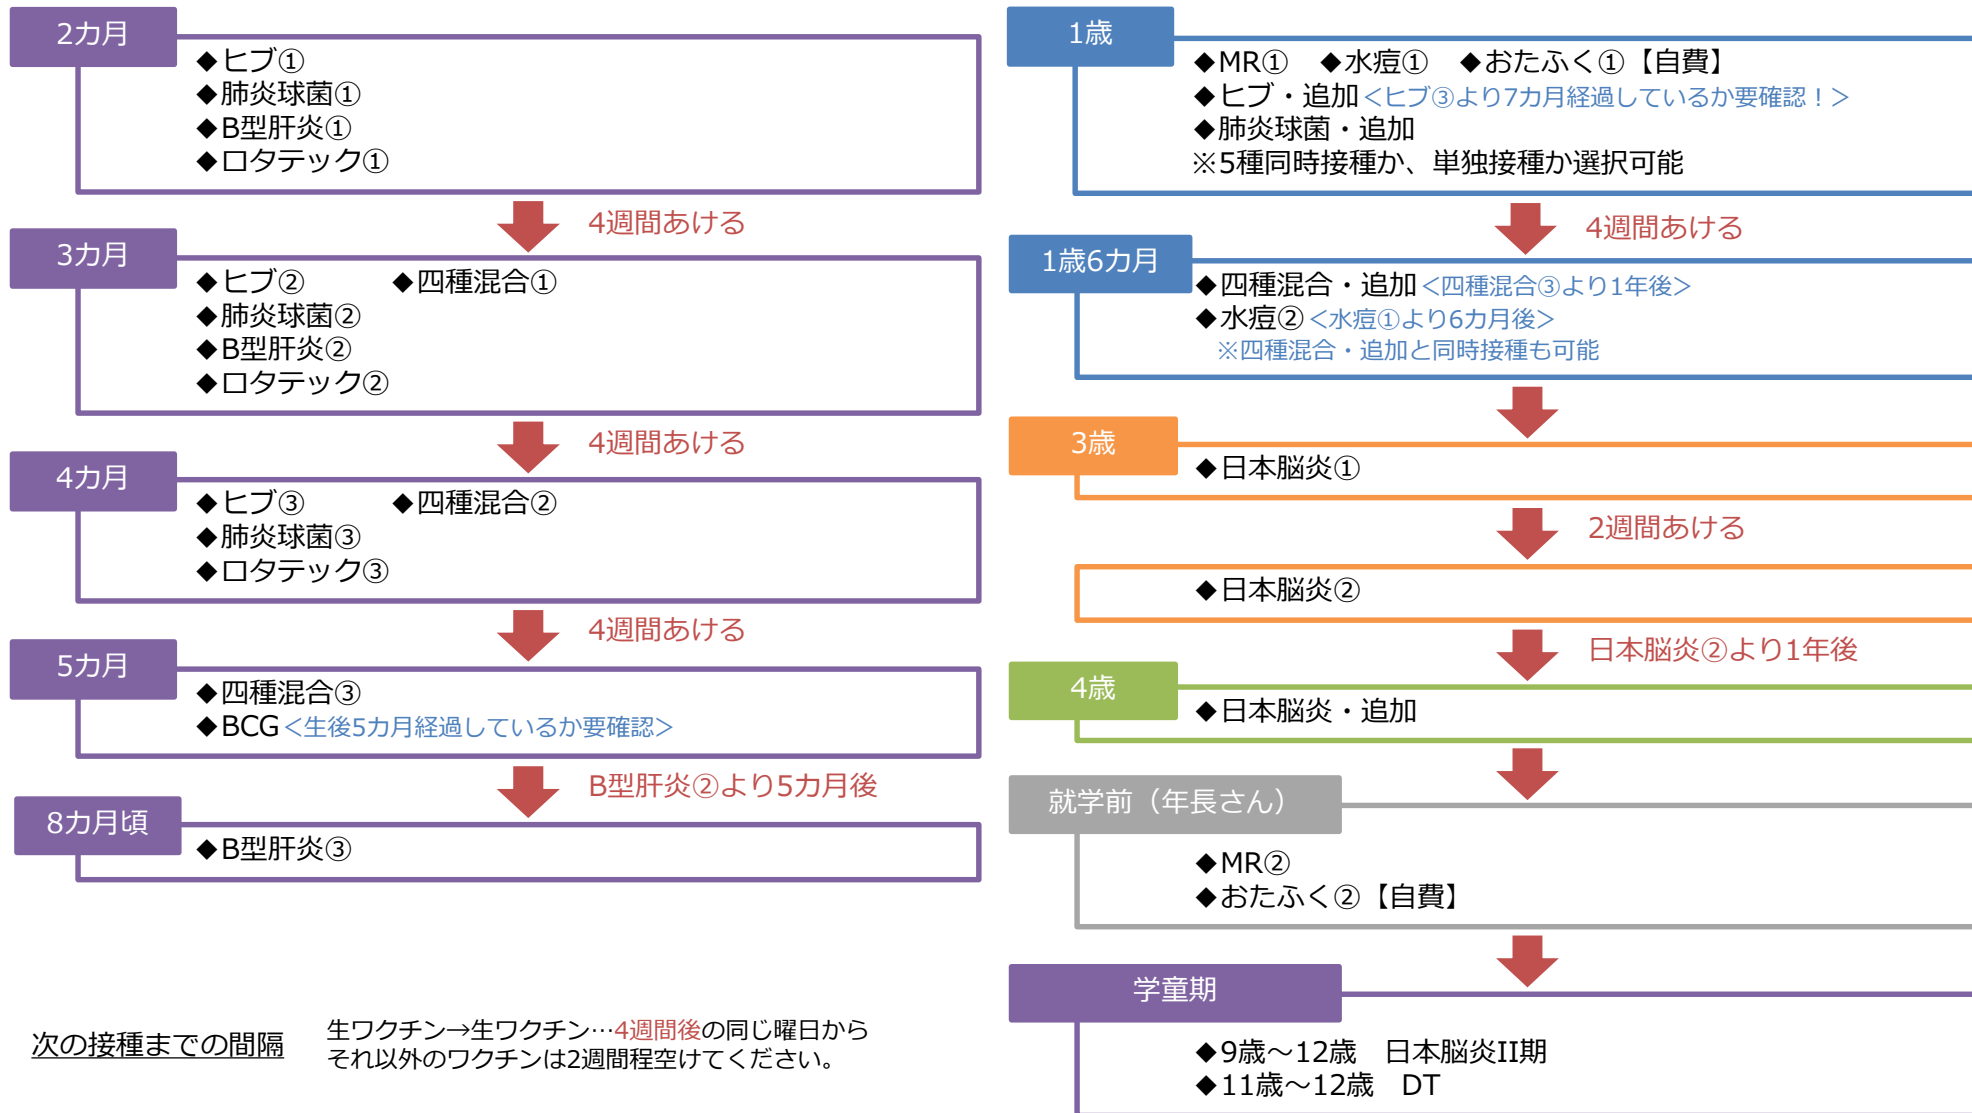 2カ月
◆ヒブ①
◆肺炎球菌①
◆B型肝炎①
◆ロタテック①
4週間あける
3カ月
◆ヒブ② ◆四種混合①
◆肺炎球菌②
◆B型肝炎②
◆ロタテック②
4週間あける
4カ月
◆ヒブ③ ◆四種混合②
◆肺炎球菌③
◆ロタテック③
4週間あける
5カ月
◆四種混合③
◆BCG<生後5カ月経過しているか要確認>
B型肝炎②より5カ月後
8カ月頃
◆B型肝炎③
次の接種までの間隔
生ワクチン→生ワクチン…4週間後の同じ曜日から
それ以外のワクチンは2週間程空けてください。
1歳
◆MR① ◆水痘① ◆おたふく①【自費】
◆ヒブ・追加<ヒブ③より7カ月経過しているか要確認！>
◆肺炎球菌・追加
※5種同時接種か、単独接種か選択可能
4週間あける
1歳6カ月
◆四種混合・追加<四種混合③より1年後>
◆水痘②<水痘①より6カ月後>
※四種混合・追加と同時接種も可能
3歳
◆日本脳炎①
2週間あける
◆日本脳炎②
日本脳炎②より1年後
4歳
◆日本脳炎・追加
就学前（年長さん）
◆MR②
◆おたふく②【自費】
学童期
◆9歳～12歳 日本脳炎II期
◆11歳～12歳 DT